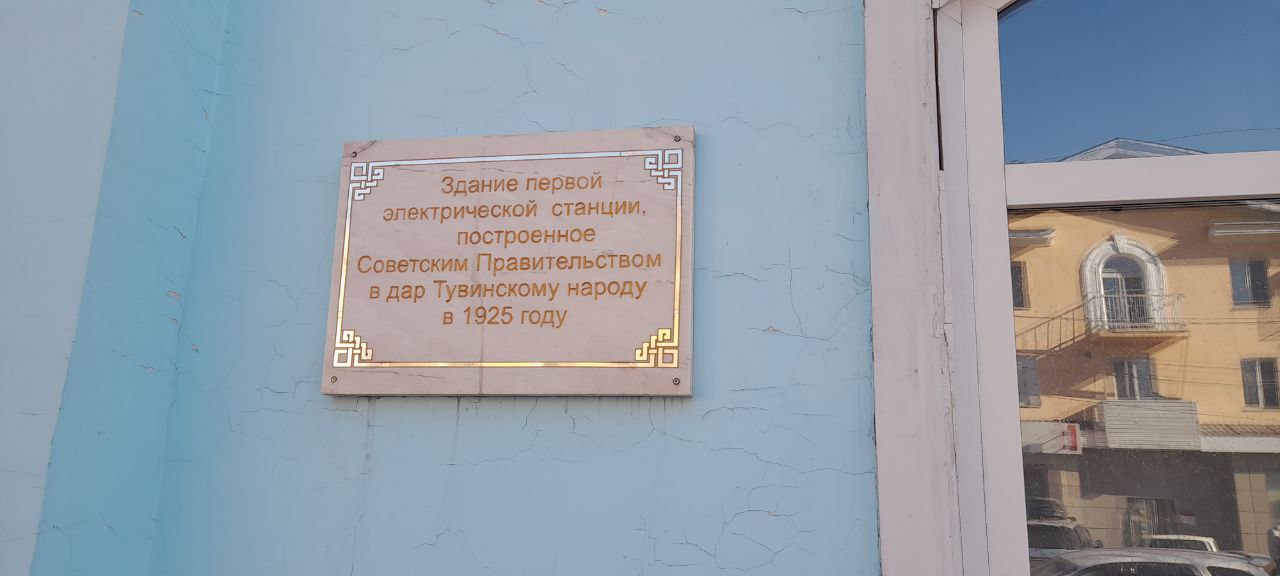 Здание первой
электрической станции,
построенное
Советским Правительством
в дар Тувинскому народу
в 1925 году